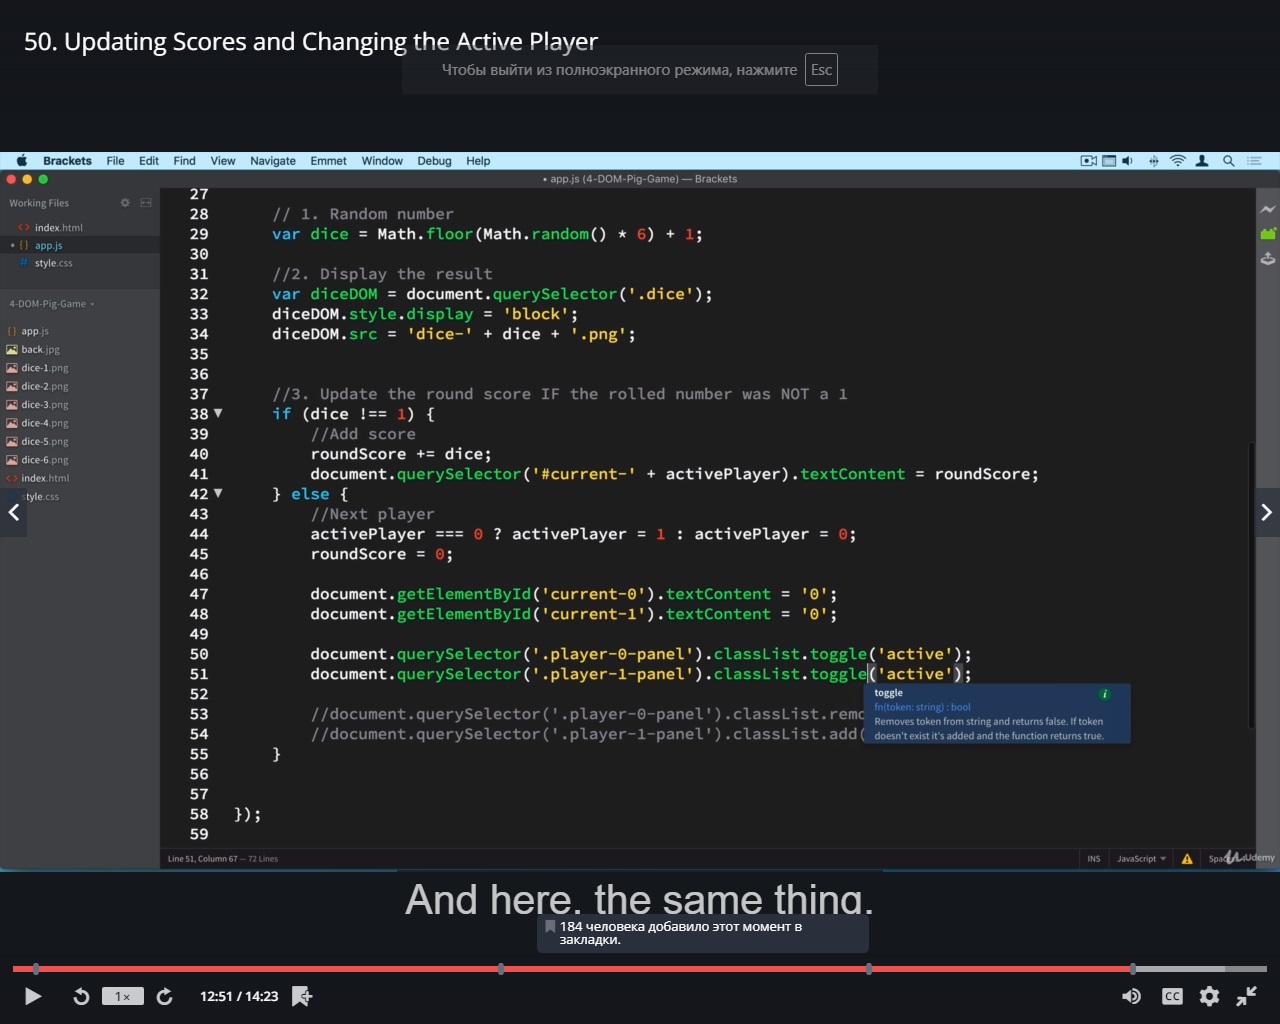 50. Updating Scores and Changing the Active Player
Чтобы выйти из полноэкранного режима, нажмите Esc
Brackets File Edit Find View Navigate Emmet Window Debug Help
• app.js (4-DOM-Pig-Game) — Brackets
Working Files
<> index.html
• {} app.js
# style.css
4-DOM-Pig-Game
{} app.js
back.jpg
dice-1.png
dice-2.png
dice-3.png
dice-4.png
dice-5.png
dice-6.png
<> index.html
style.css
27
28 // 1. Random number
29 var dice = Math.floor(Math.random() * 6) + 1;
30
31 //2. Display the result
32 var diceDOM = document.querySelector('.dice');
33 diceDOM.style.display = 'block';
34 diceDOM.src = 'dice-' + dice + '.png';
35
36
37 //3. Update the round score IF the rolled number was NOT a 1
38 if (dice !== 1) {
39 //Add score
40 roundScore += dice;
41 document.querySelector('#current-' + activePlayer).textContent = roundScore;
42 } else {
43 //Next player
44 activePlayer === 0 ? activePlayer = 1 : activePlayer = 0;
45 roundScore = 0;
46
47 document.getElementById('current-0').textContent = '0';
48 document.getElementById('current-1').textContent = '0';
49
50 document.querySelector('.player-0-panel').classList.toggle('active');
51 document.querySelector('.player-1-panel').classList.toggle('active');
52
53 //document.querySelector('.player-0-panel').classList.remo
54 //document.querySelector('.player-1-panel').classList.add(
55 }
56
57
58 });
59
toggle
fn(token: string) : bool
Removes token from string and returns false. If token
doesn't exist it's added and the function returns true.
Line 51, Column 67 — 72 Lines
INS JavaScript
Udemy
And here, the same thing.
184 человека добавило этот момент в
закладки.
1x 12:51 / 14:23 CC